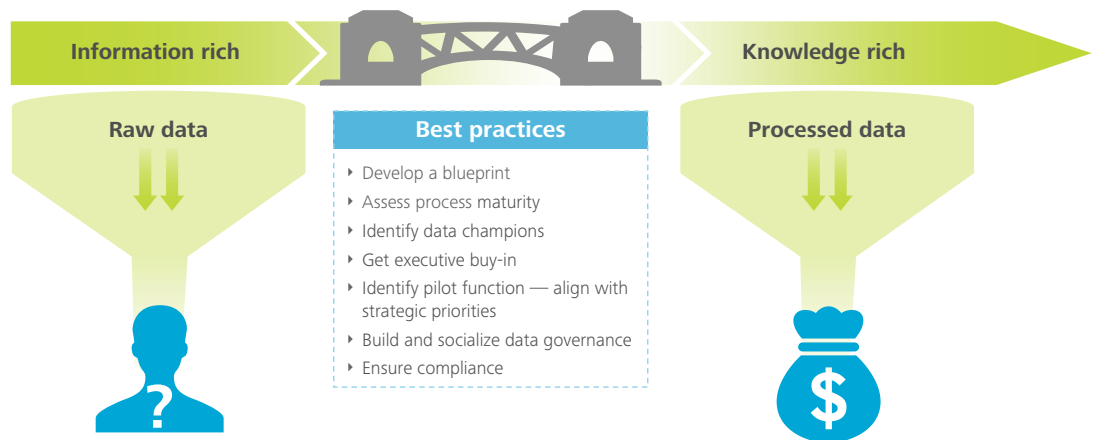 Information rich
Knowledge rich
Raw data
Best practices
Develop a blueprint
Assess process maturity
Identify data champions
Get executive buy-in
Identify pilot function — align with
strategic priorities
Build and socialize data governance
Ensure compliance
Processed data
?
$